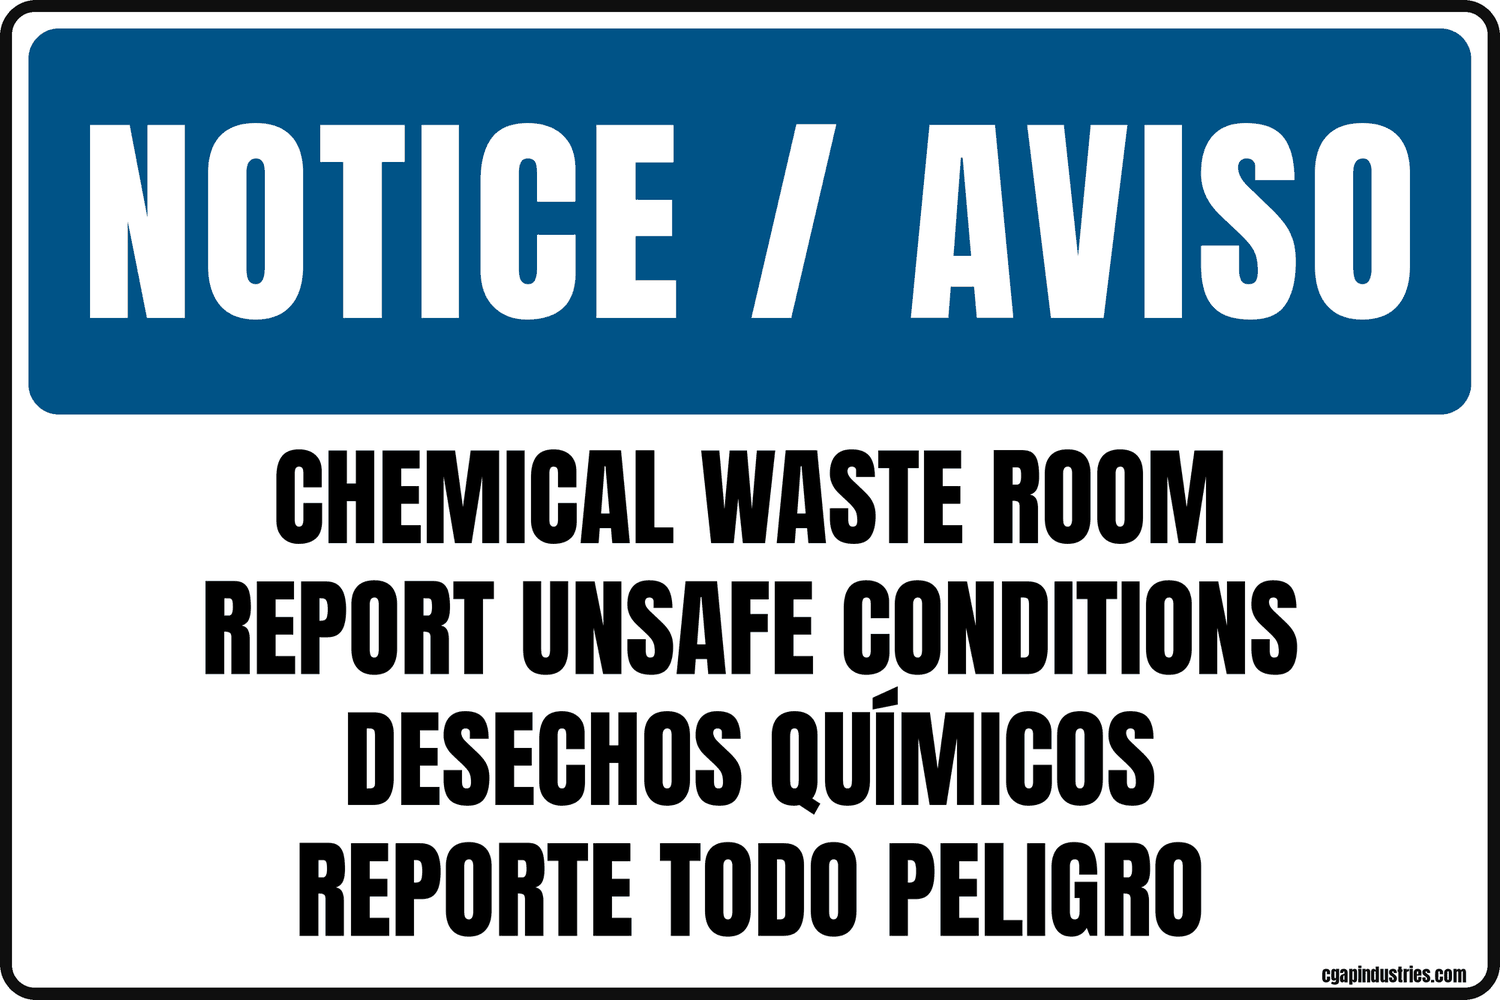 NOTICE / AVISO
CHEMICAL WASTE ROOM
REPORT UNSAFE CONDITIONS
DESECHOS QUÍMICOS
REPORTE TODO PELIGRO
cgapindustries.com